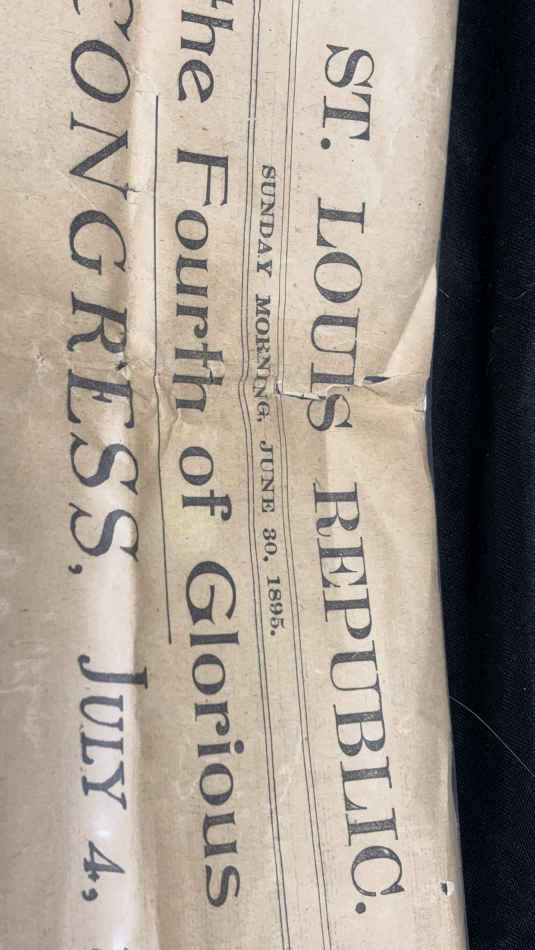 ST. LOUIS REPUBLIC.
SUNDAY MORNING, JUNE 30, 1895.
the Fourth of Glorious
CONGRESS, JULY 4,